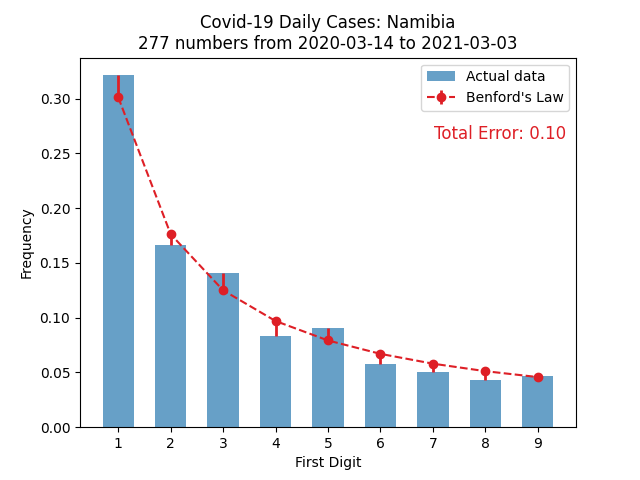 Covid-19 Daily Cases: Namibia
277 numbers from 2020-03-14 to 2021-03-03
Actual data
Benford's Law
Total Error: 0.10
Frequency
0.30
0.25
0.20
0.15
0.10
0.05
0.00
1 2 3 4 5 6 7 8 9
First Digit